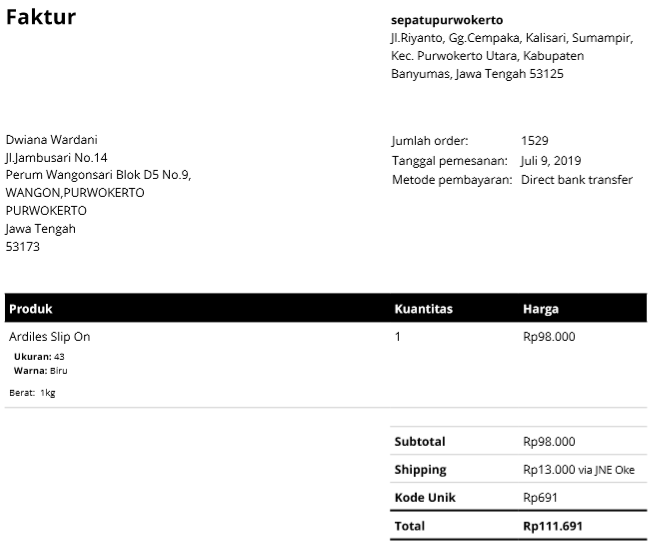 Faktur
sepatupurwokerto
Jl.Riyanto, Gg.Cempaka, Kalisari, Sumampir,
Kec. Purwokerto Utara, Kabupaten
Banyumas, Jawa Tengah 53125
Dwiana Wardani
Jl.Jambusari No.14
Perum Wangonsari Blok D5 No.9,
WANGON,PURWOKERTO
PURWOKERTO
Jawa Tengah
53173
Jumlah order: 1529
Tanggal pemesanan: Juli 9, 2019
Metode pembayaran: Direct bank transfer
Produk Kuantitas Harga
Ardiles Slip On 1 Rp98.000
Ukuran: 43
Warna: Biru
Berat: 1kg
Subtotal Rp98.000
Shipping Rp13.000 via JNE Oke
Kode Unik Rp691
Total Rp111.691